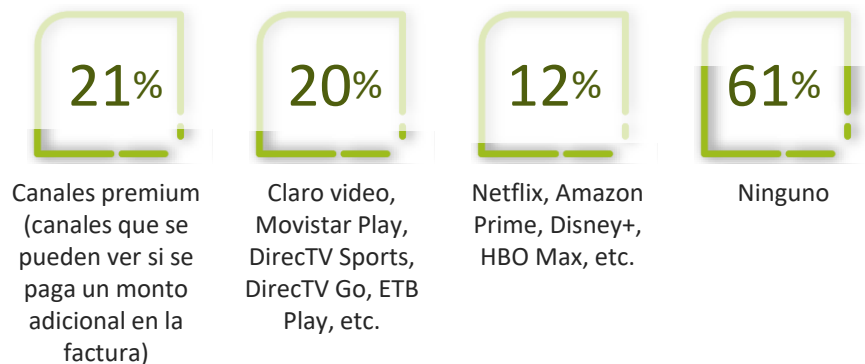 21%
Canales premium
(canales que se
pueden ver si se
paga un monto
adicional en la
factura)
20%
Claro video,
Movistar Play,
DirecTV Sports,
DirecTV Go, ETB
Play, etc.
12%
Netflix, Amazon
Prime, Disney+,
HBO Max, etc.
61%
Ninguno